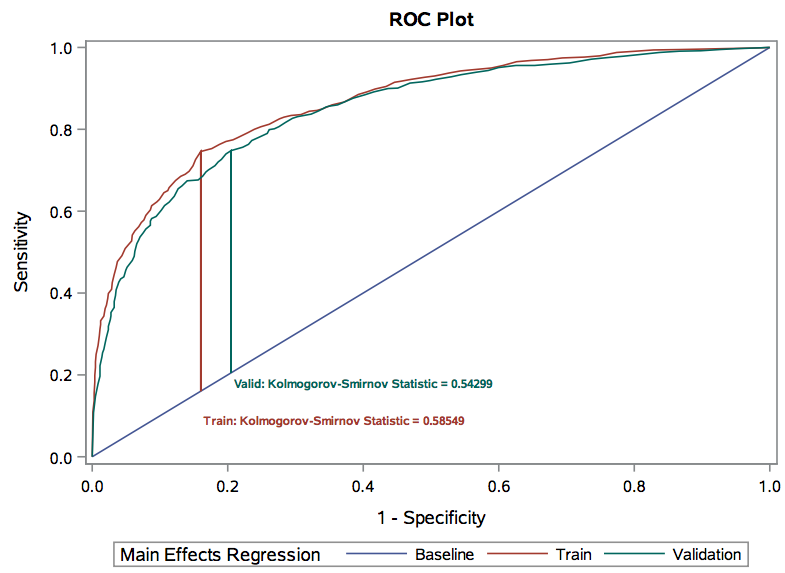 ROC Plot
1.0
0.8
0.6
0.4
0.2
0.0
Sensitivity
Valid: Kolmogorov-Smirnov Statistic = 0.54299
Train: Kolmogorov-Smirnov Statistic = 0.58549
0.0 0.2 0.4 0.6 0.8 1.0
1 - Specificity
Main Effects Regression Baseline Train Validation